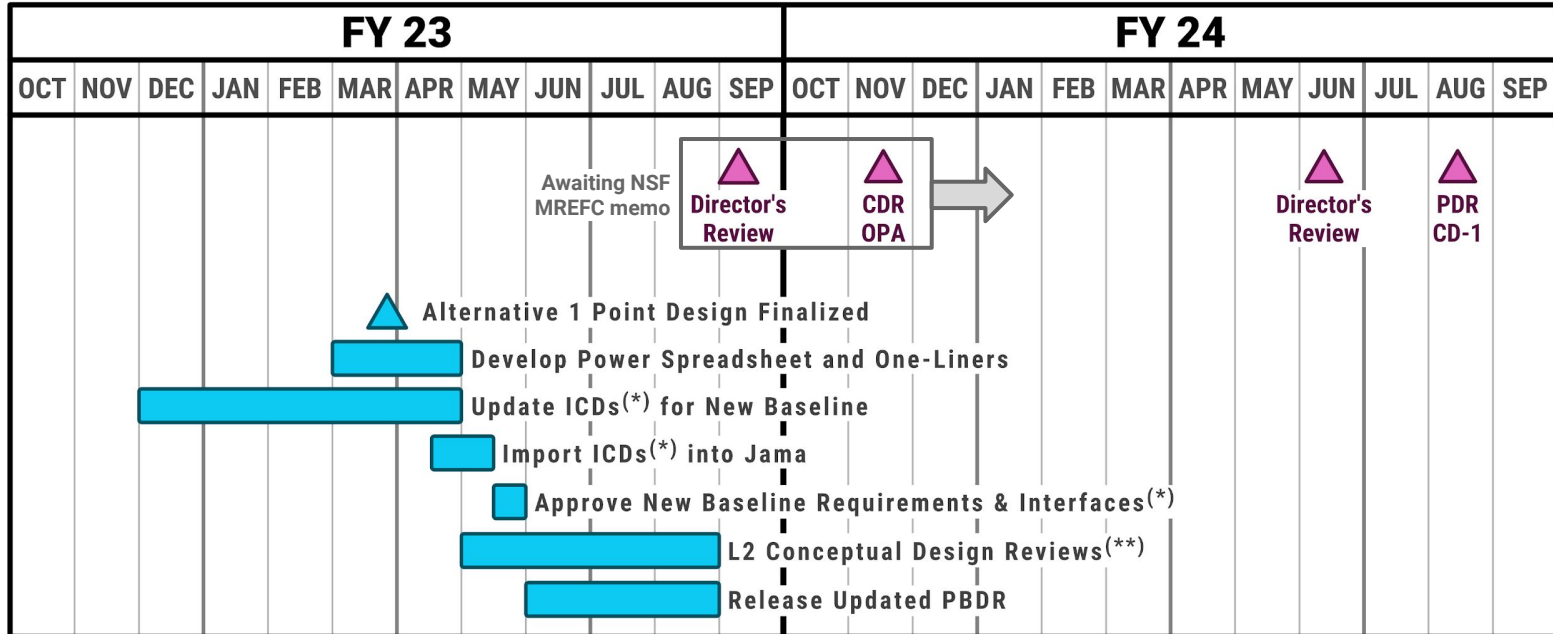 FY 23 FY 24
OCT NOV DEC JAN FEB MAR APR MAY JUN JUL AUG SEP OCT NOV DEC JAN FEB MAR APR MAY JUN JUL AUG SEP
Awaiting NSF
MREFC memo
Director's
Review
CDR
OPA
Director's
Review
PDR
CD-1
Alternative 1 Point Design Finalized
Develop Power Spreadsheet and One-Liners
Update ICDs(*) for New Baseline
Import ICDs(*) into Jama
Approve New Baseline Requirements & Interfaces(*)
L2 Conceptual Design Reviews(**)
Release Updated PBDR